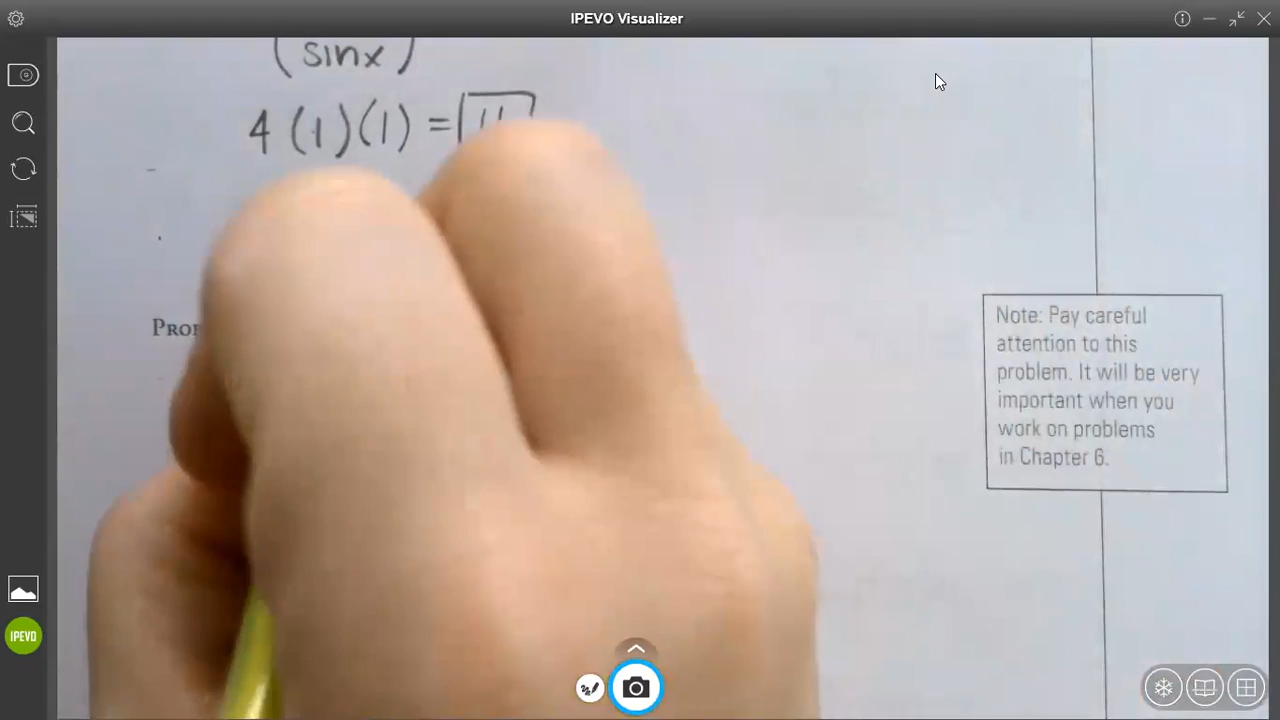 IPEVO Visualizer
(sinx)
4 (1)(1) =
Note: Pay careful
attention to this
problem. It will be very
important when you
work on problems
in Chapter 6.
IPEVO